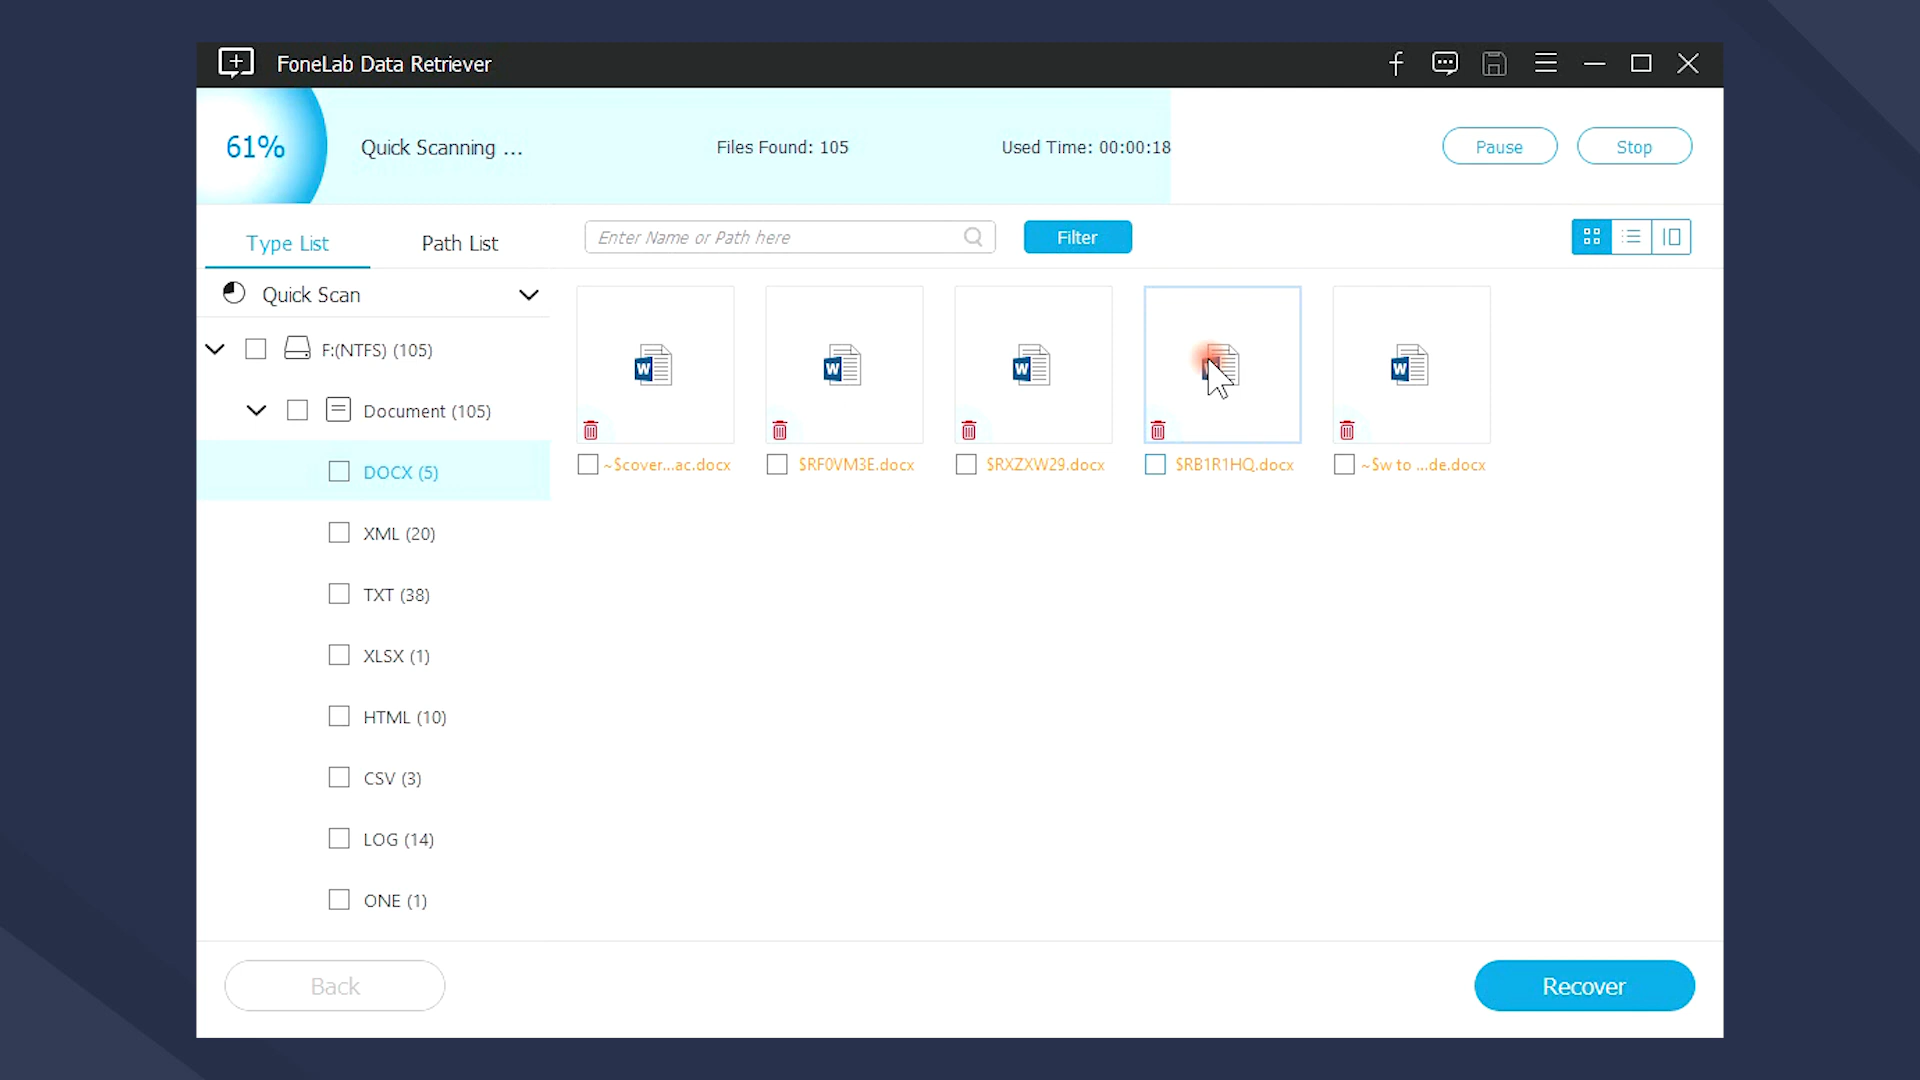 FoneLab Data Retriever
61%
Quick Scanning ...
Files Found: 105
Used Time: 00:00:18
Pause
Stop
Type List
Path List
Enter Name or Path here
Filter
Quick Scan
F:(NTFS) (105)
Document (105)
DOCX (5)
XML (20)
TXT (38)
XLSX (1)
HTML (10)
CSV (3)
LOG (14)
ONE (1)
~$cover...ac.docx
$RF0VM3E.docx
$RXZXW29.docx
$RB1R1HQ.docx
~$w to ...de.docx
Back
Recover